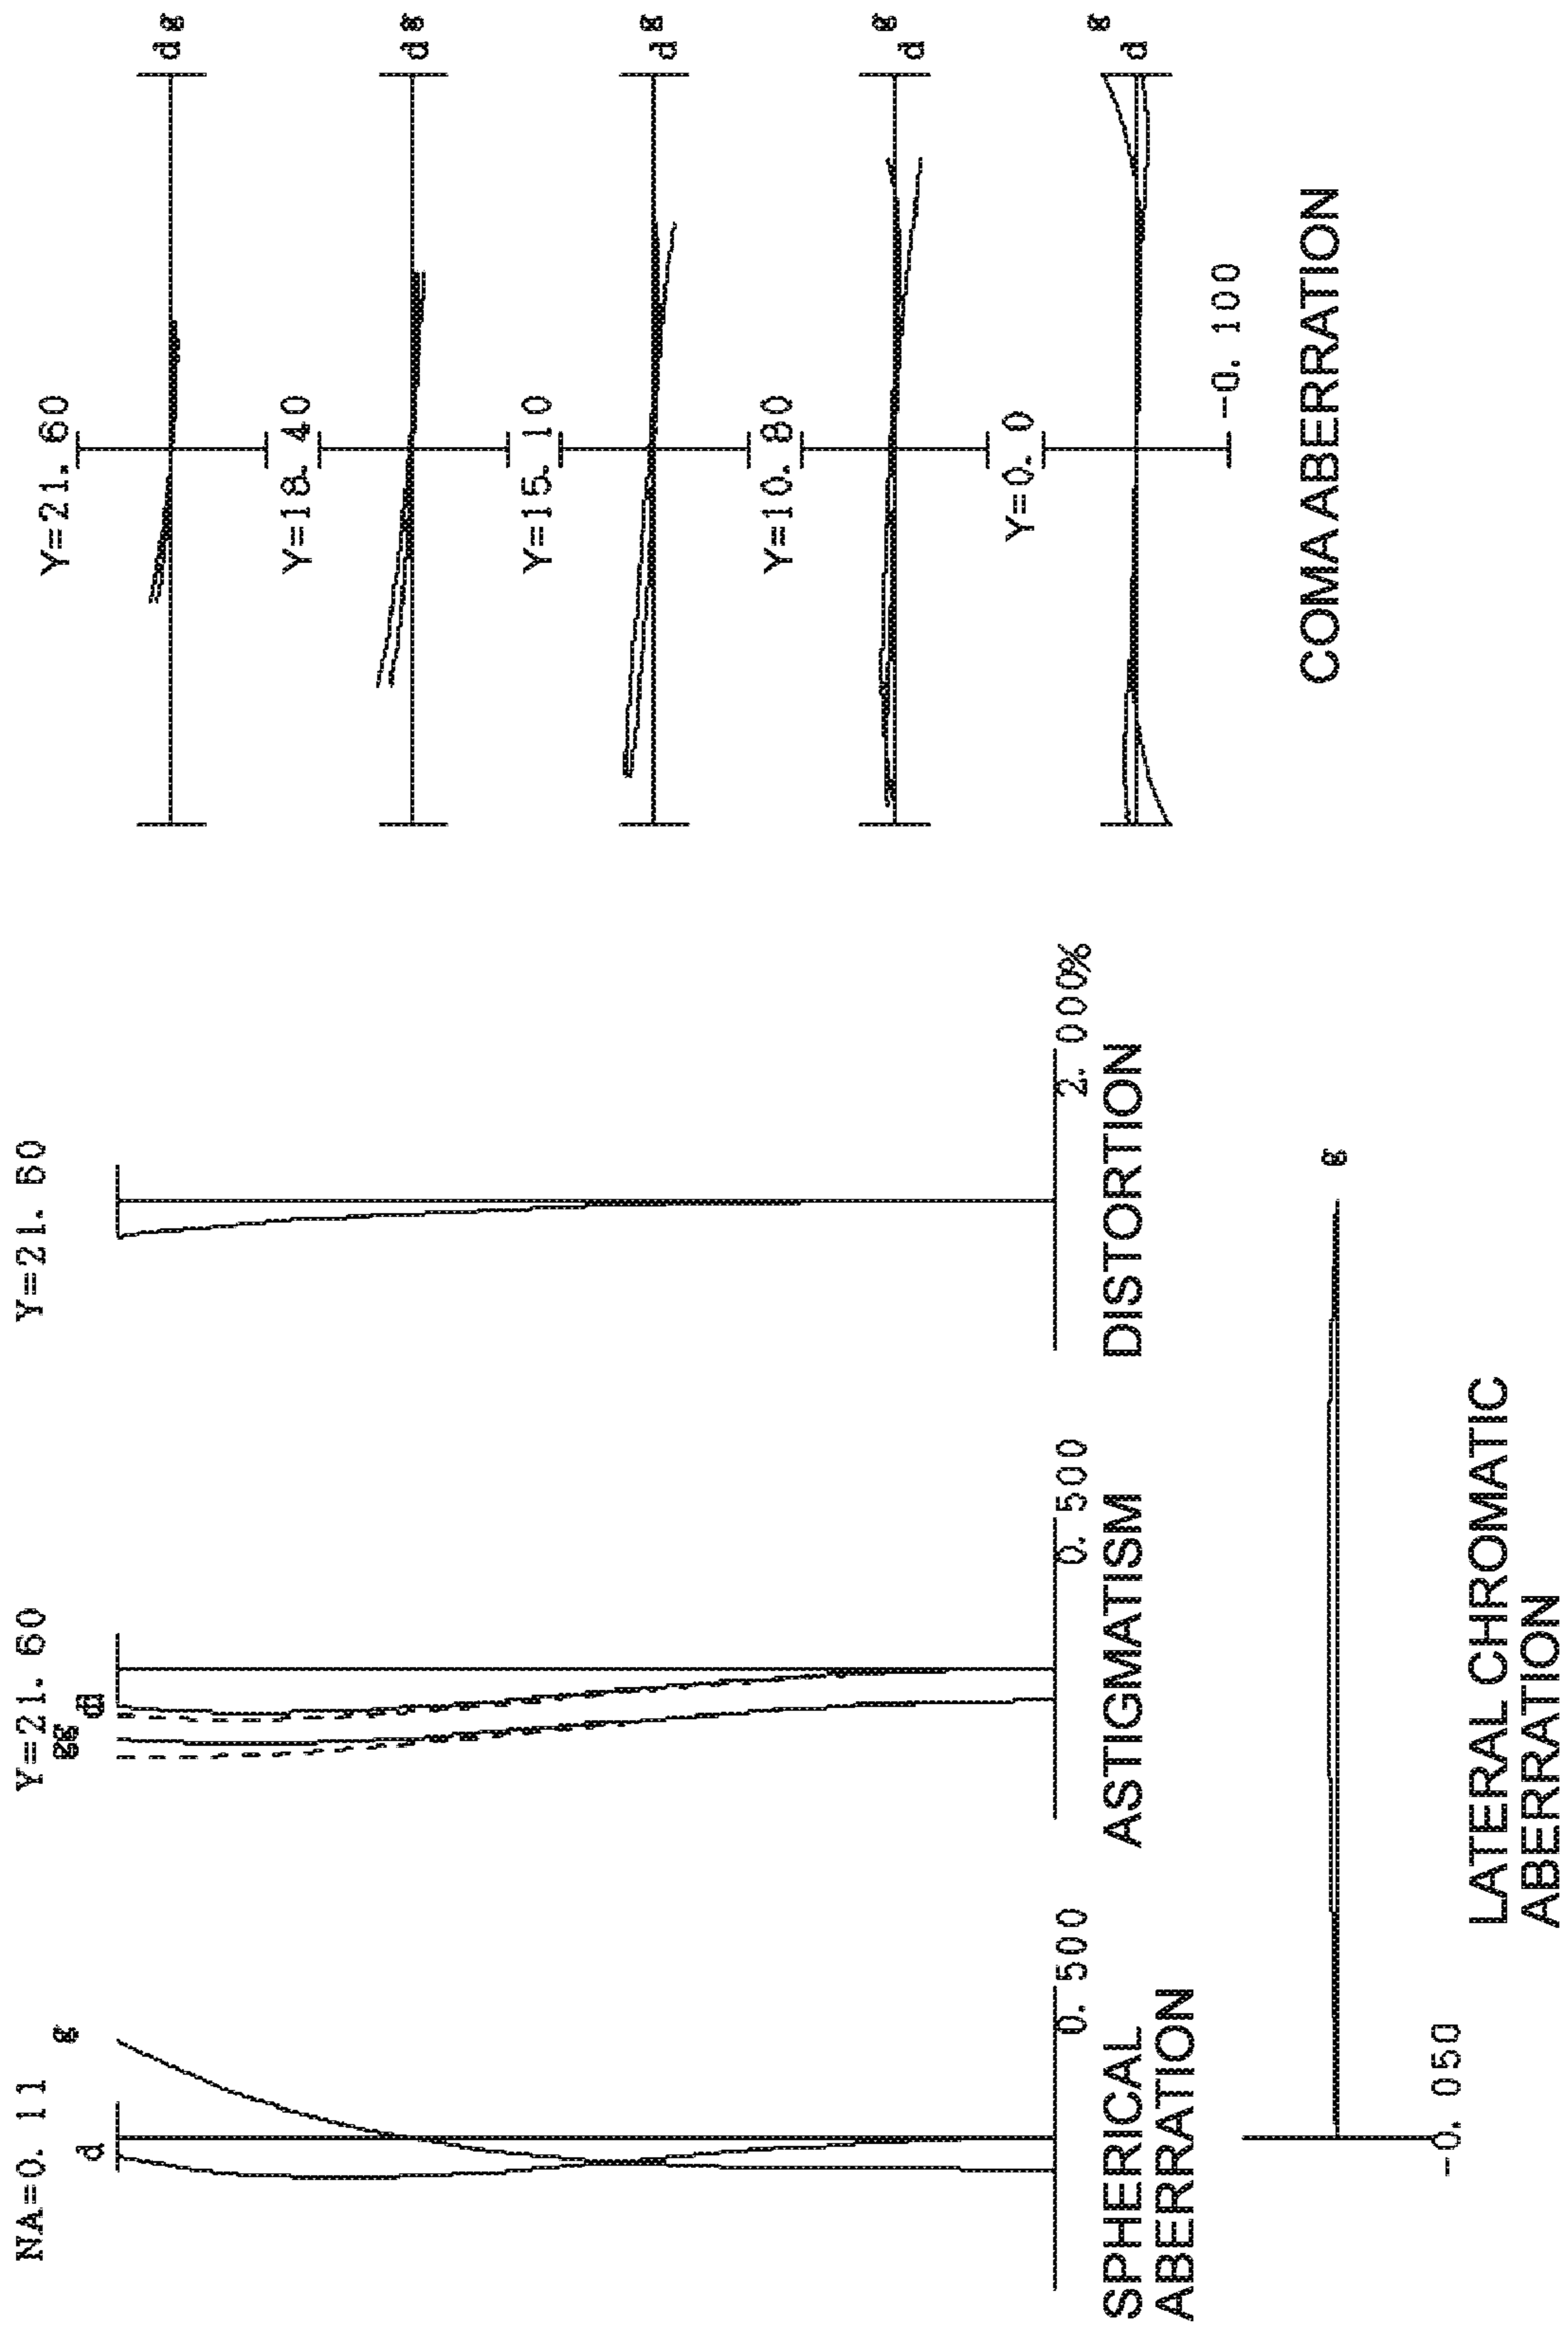 NA=0. 11
d
g
0. 500
SPHERICAL
ABERRATION
Y=21. 60
g
d
0. 500
ASTIGMATISM
Y=21. 60
2. 000%
DISTORTION
-0. 050
g
LATERAL CHROMATIC
ABERRATION
Y=21. 60
d g
Y=18. 40
d g
Y=15. 10
d g
Y=10. 80
d g
Y=0. 0
d g
-0. 100
COMA ABERRATION